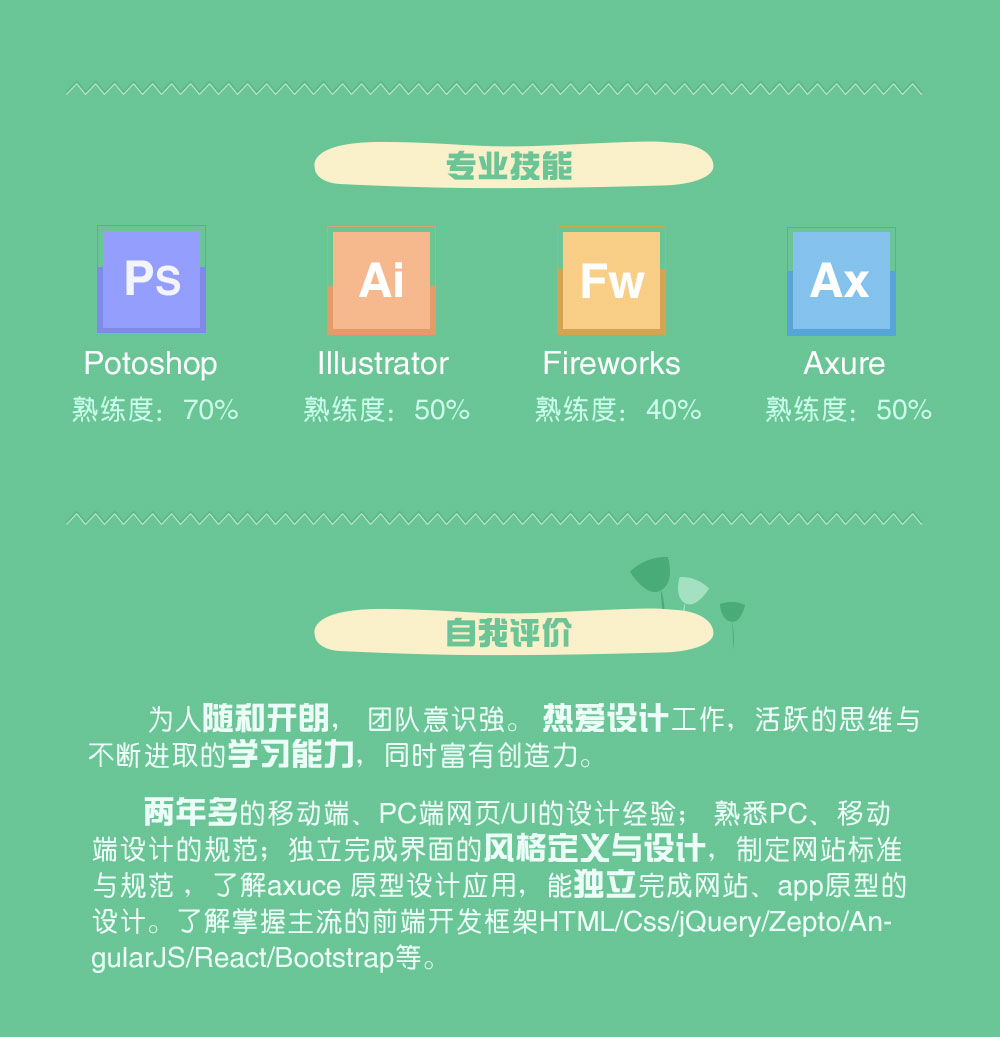 专业技能
Ps Ai Fw Ax
Potoshop Illustrator Fireworks Axure
熟练度：70% 熟练度：50% 熟练度：40% 熟练度：50%
自我评价
为人随和开朗， 团队意识强。 热爱设计工作，活跃的思维与
不断进取的学习能力，同时富有创造力。
两年多的移动端、PC端网页/UI的设计经验； 熟悉PC、移动
端设计的规范；独立完成界面的风格定义与设计，制定网站标准
与规范 ，了解axuce 原型设计应用，能独立完成网站、app原型的
设计。了解掌握主流的前端开发框架HTML/Css/jQuery/Zepto/An-
gularJS/React/Bootstrap等。